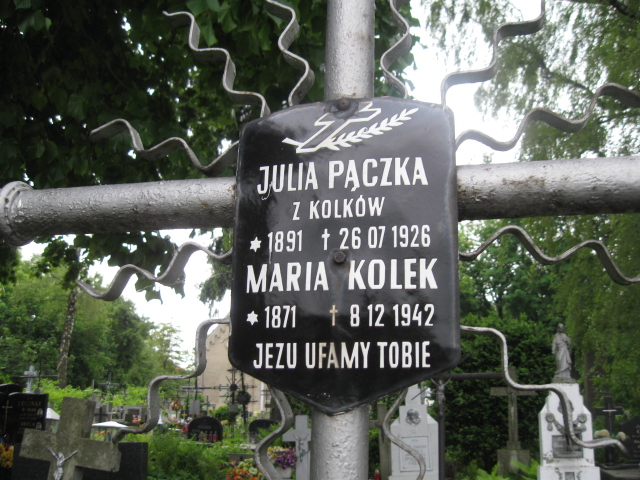 JULIA PĄCZKA
Z KOLKÓW
✡ 1891 † 26 07 1926
MARIA KOLEK
✡ 1871 † 8 12 1942
JEZU UFAMY TOBIE